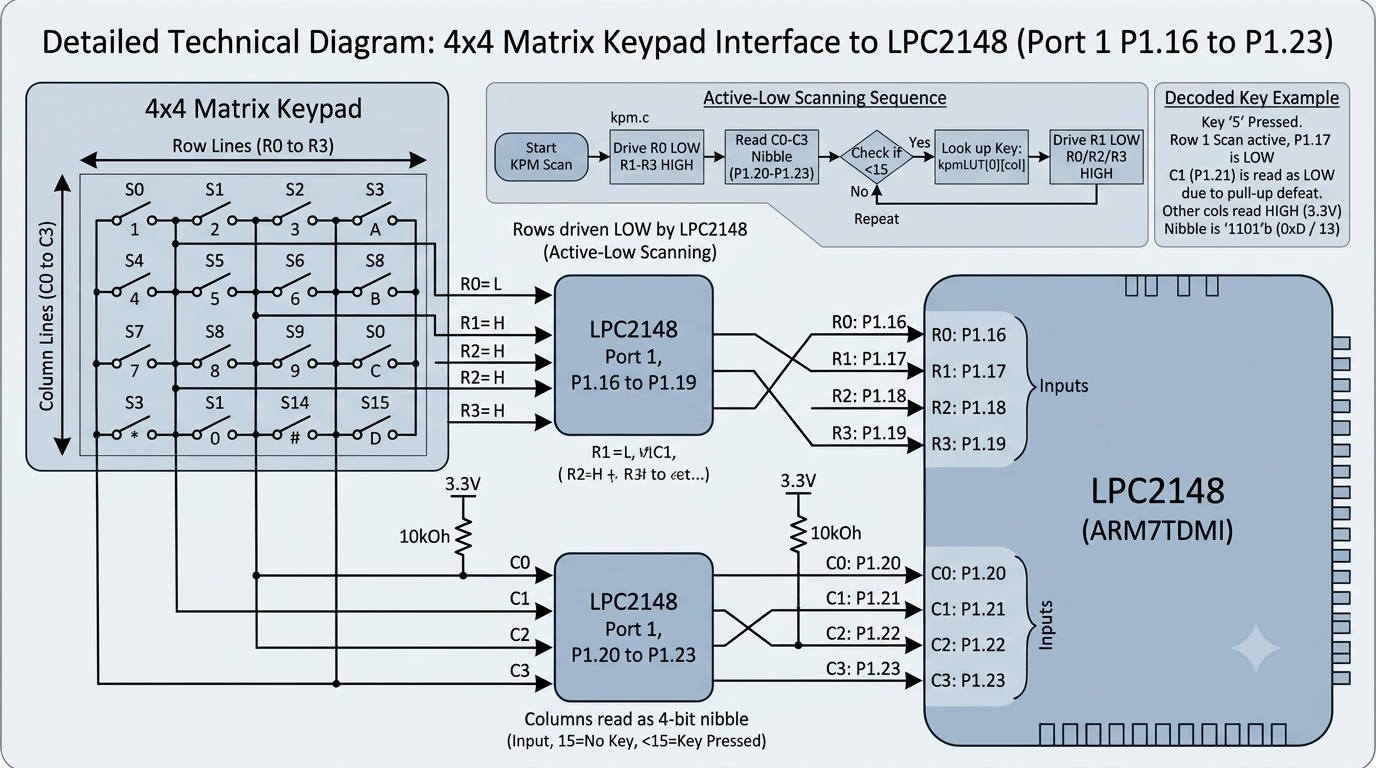 Detailed Technical Diagram: 4x4 Matrix Keypad Interface to LPC2148 (Port 1 P1.16 to P1.23)
4x4 Matrix Keypad
Row Lines (R0 to R3)
Column Lines (C0 to C3)
S0 S1 S2 S3
1 2 3 A
S4 S5 S6 S8
4 5 6 B
S7 S8 S9 S0
7 8 9 C
S3 S1 S14 S15
* 0 # D
Active-Low Scanning Sequence
kpm.c
Start
KPM Scan
Drive R0 LOW
R1-R3 HIGH
Read C0-C3
Nibble
(P1.20-P1.23)
Check if
<15
Yes
No
Look up Key:
kpmLUT[0][col]
Drive R1 LOW
R0/R2/R3
HIGH
Repeat
Decoded Key Example
Key ‘5’ Pressed.
Row 1 Scan active, P1.17
is LOW
C1 (P1.21) is read as LOW
due to pull-up defeat.
Other cols read HIGH (3.3V)
Nibble is ‘1101’b (0xD / 13)
Rows driven LOW by LPC2148
(Active-Low Scanning)
R0= L
R1= H
R2= H
R2= H
R3= H
LPC2148
Port 1,
P1.16 to P1.19
R1=L,
(R2=H
R0: P1.16
R1: P1.17
R2: P1.18
R3: P1.19
R0: P1.16
R1: P1.17
R2: P1.18
R3: P1.19
Inputs
3.3V
10kOh
3.3V
10kOh
C0
C1
C2
C3
LPC2148
Port 1,
P1.20 to P1.23
Columns read as 4-bit nibble
(Input, 15=No Key, <15=Key Pressed)
C0: P1.20
C1: P1.21
C2: P1.22
C3: P1.23
C0: P1.20
C1: P1.21
C2: P1.22
C3: P1.23
Inputs
LPC2148
(ARM7TDMI)